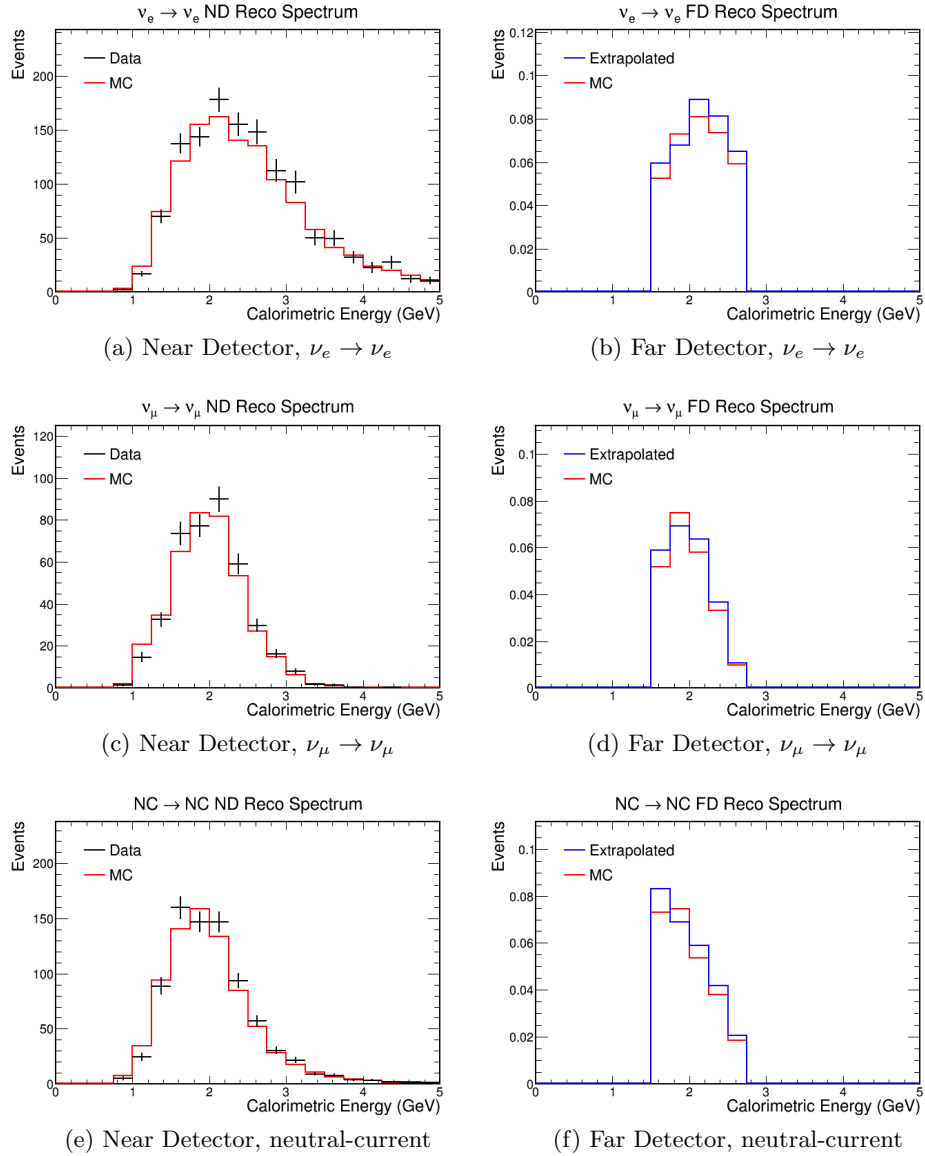 νe → νe ND Reco Spectrum
Events
200
150
100
50
0
Data
MC
0 1 2 3 4 5
Calorimetric Energy (GeV)
(a) Near Detector, νe → νe
νe → νe FD Reco Spectrum
Events
0.12
0.1
0.08
0.06
0.04
0.02
0
Extrapolated
MC
0 1 2 3 4 5
Calorimetric Energy (GeV)
(b) Far Detector, νe → νe
νμ → νμ ND Reco Spectrum
Events
120
100
80
60
40
20
0
Data
MC
0 1 2 3 4 5
Calorimetric Energy (GeV)
(c) Near Detector, νμ → νμ
νμ → νμ FD Reco Spectrum
Events
0.1
0.08
0.06
0.04
0.02
0
Extrapolated
MC
0 1 2 3 4 5
Calorimetric Energy (GeV)
(d) Far Detector, νμ → νμ
NC → NC ND Reco Spectrum
Events
200
150
100
50
0
Data
MC
0 1 2 3 4 5
Calorimetric Energy (GeV)
(e) Near Detector, neutral-current
NC → NC FD Reco Spectrum
Events
0.1
0.08
0.06
0.04
0.02
0
Extrapolated
MC
0 1 2 3 4 5
Calorimetric Energy (GeV)
(f) Far Detector, neutral-current